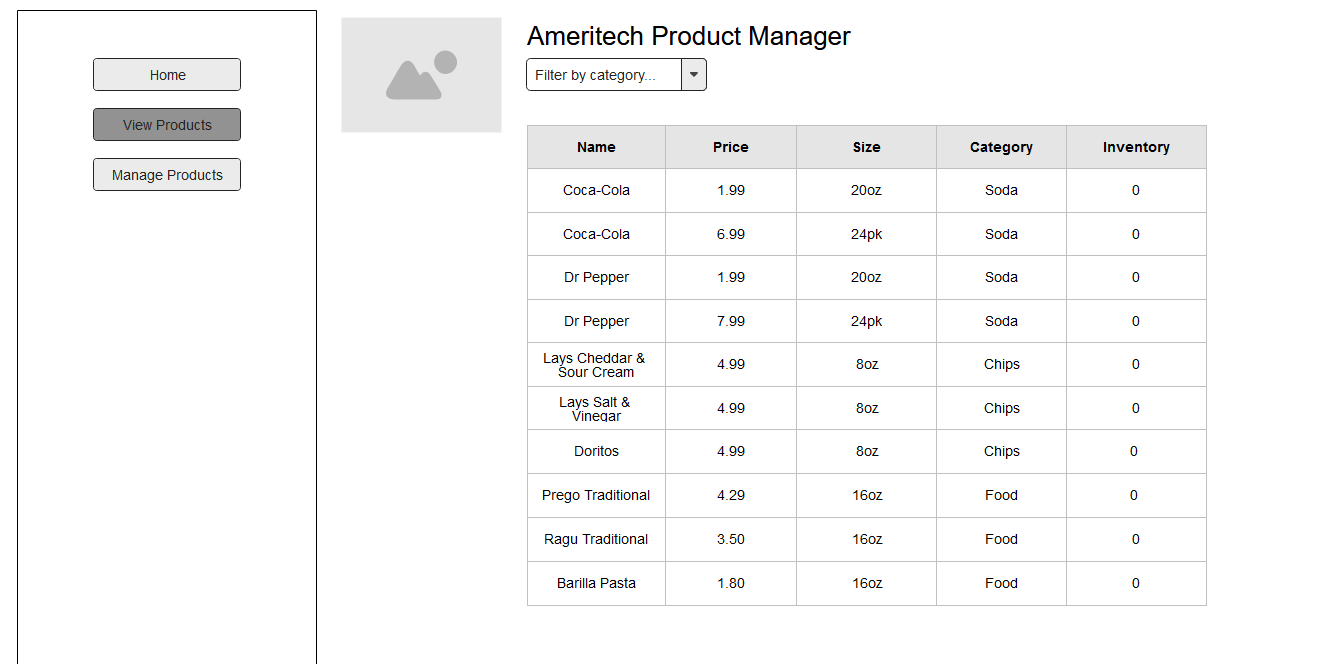 Home
View Products
Manage Products
Ameritech Product Manager
Filter by category...
Name Price Size Category Inventory
Coca-Cola 1.99 20oz Soda 0
Coca-Cola 6.99 24pk Soda 0
Dr Pepper 1.99 20oz Soda 0
Dr Pepper 7.99 24pk Soda 0
Lays Cheddar &
Sour Cream 4.99 8oz Chips 0
Lays Salt &
Vinegar 4.99 8oz Chips 0
Doritos 4.99 8oz Chips 0
Prego Traditional 4.29 16oz Food 0
Ragu Traditional 3.50 16oz Food 0
Barilla Pasta 1.80 16oz Food 0